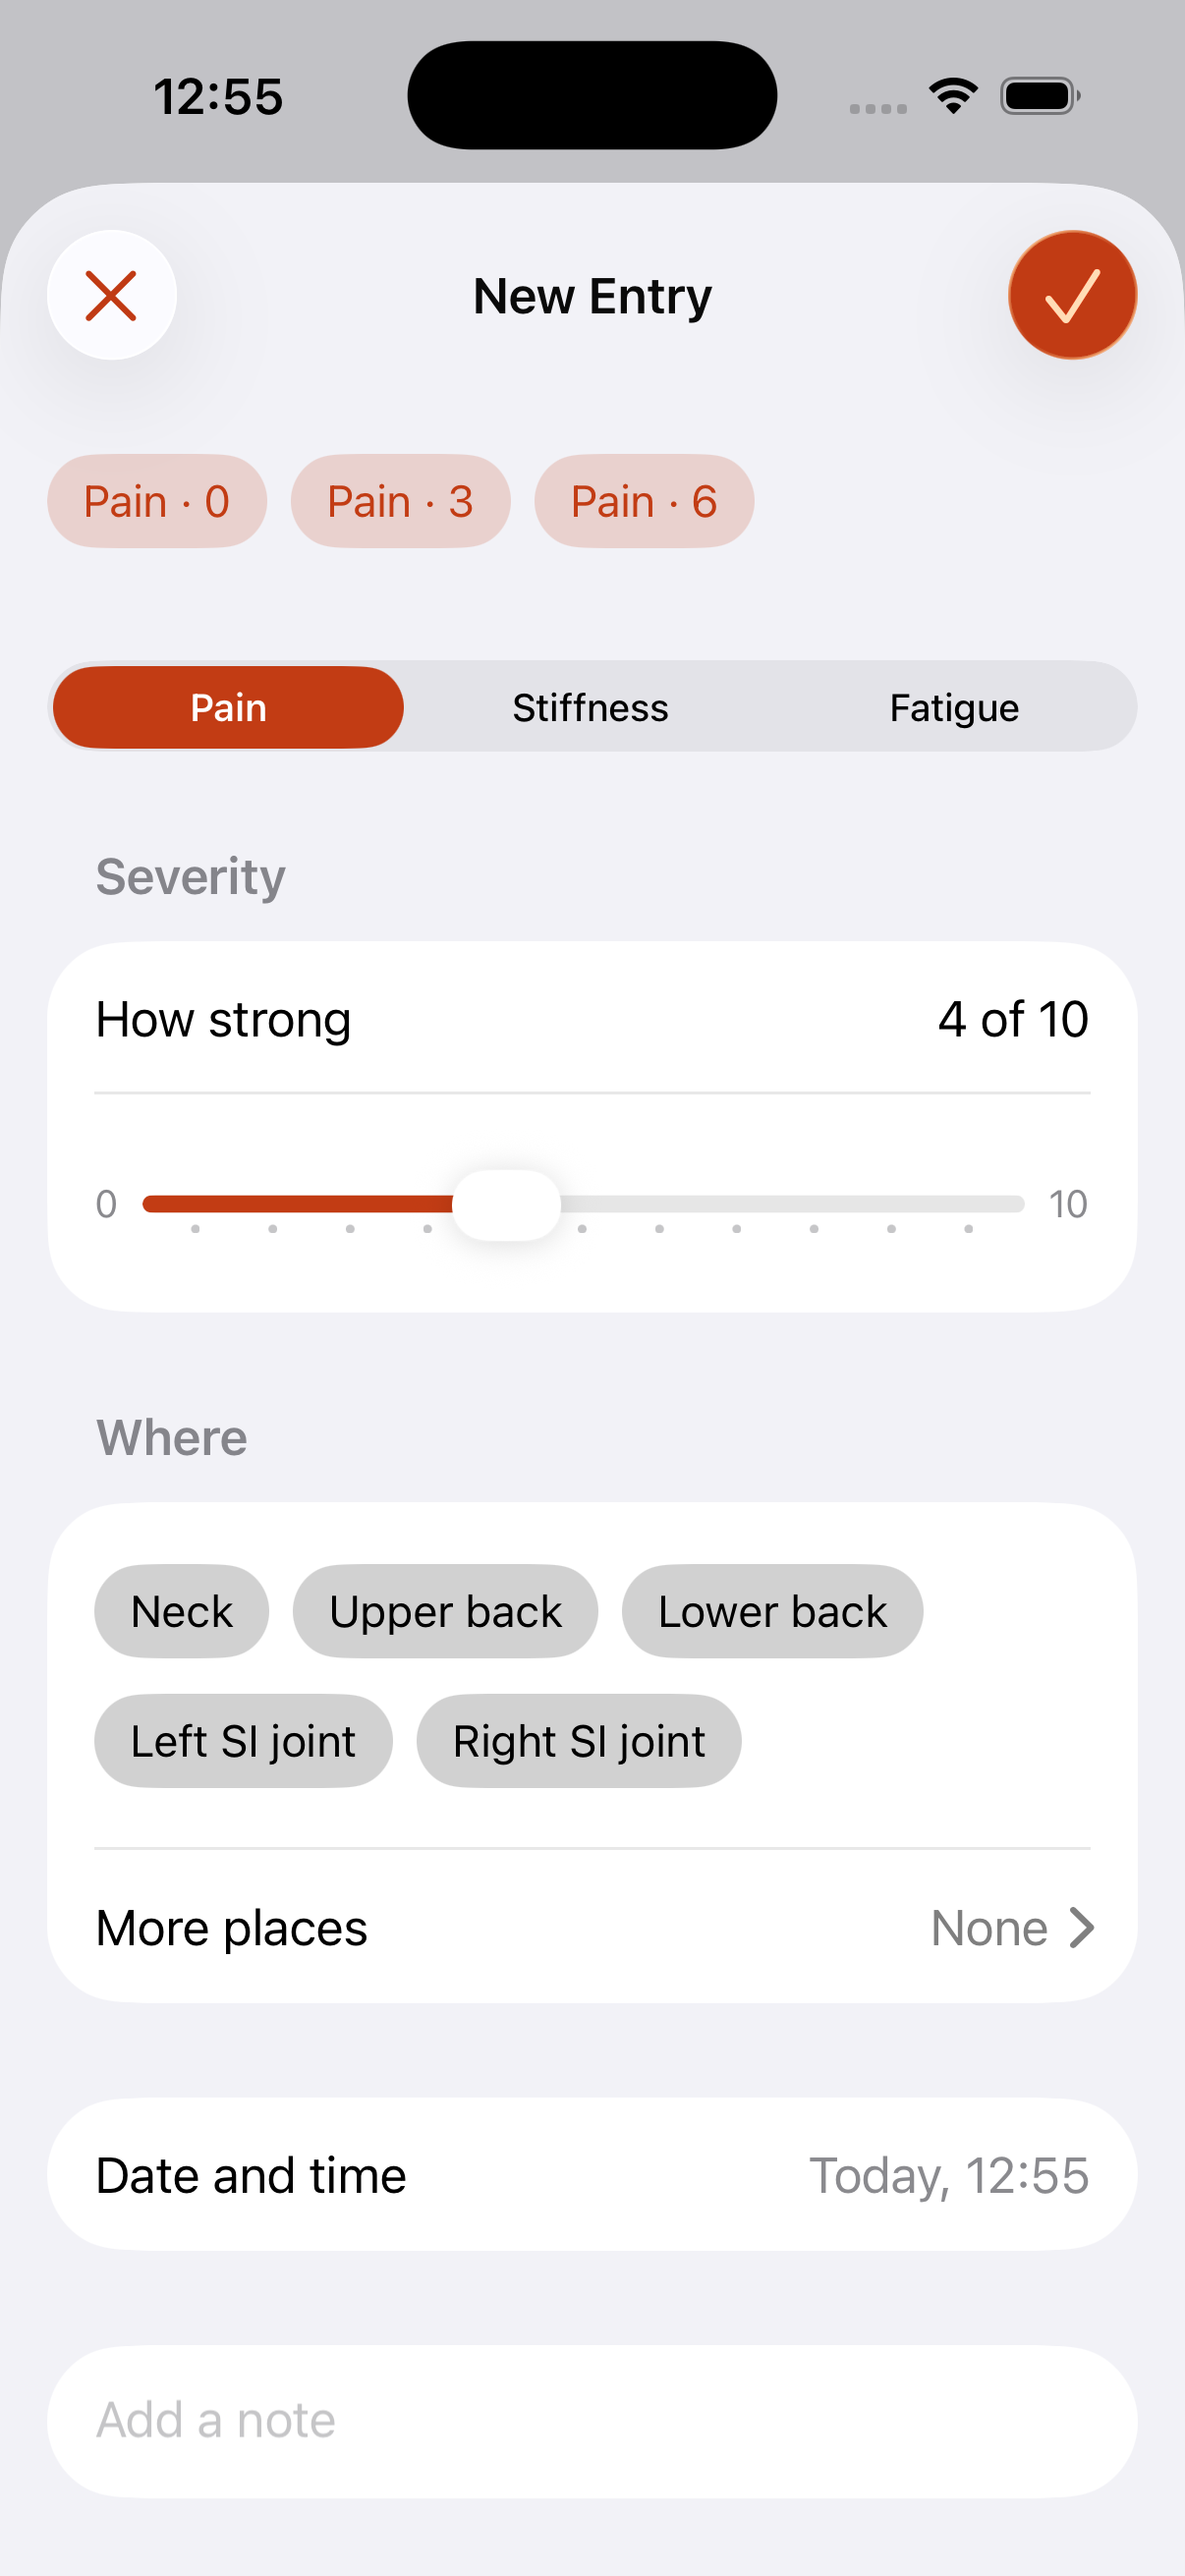 12:55
New Entry
Pain · 0 Pain · 3 Pain · 6
Pain Stiffness Fatigue
Severity
How strong 4 of 10
0 10
Where
Neck Upper back Lower back
Left SI joint Right SI joint
More places None
Date and time Today, 12:55
Add a note